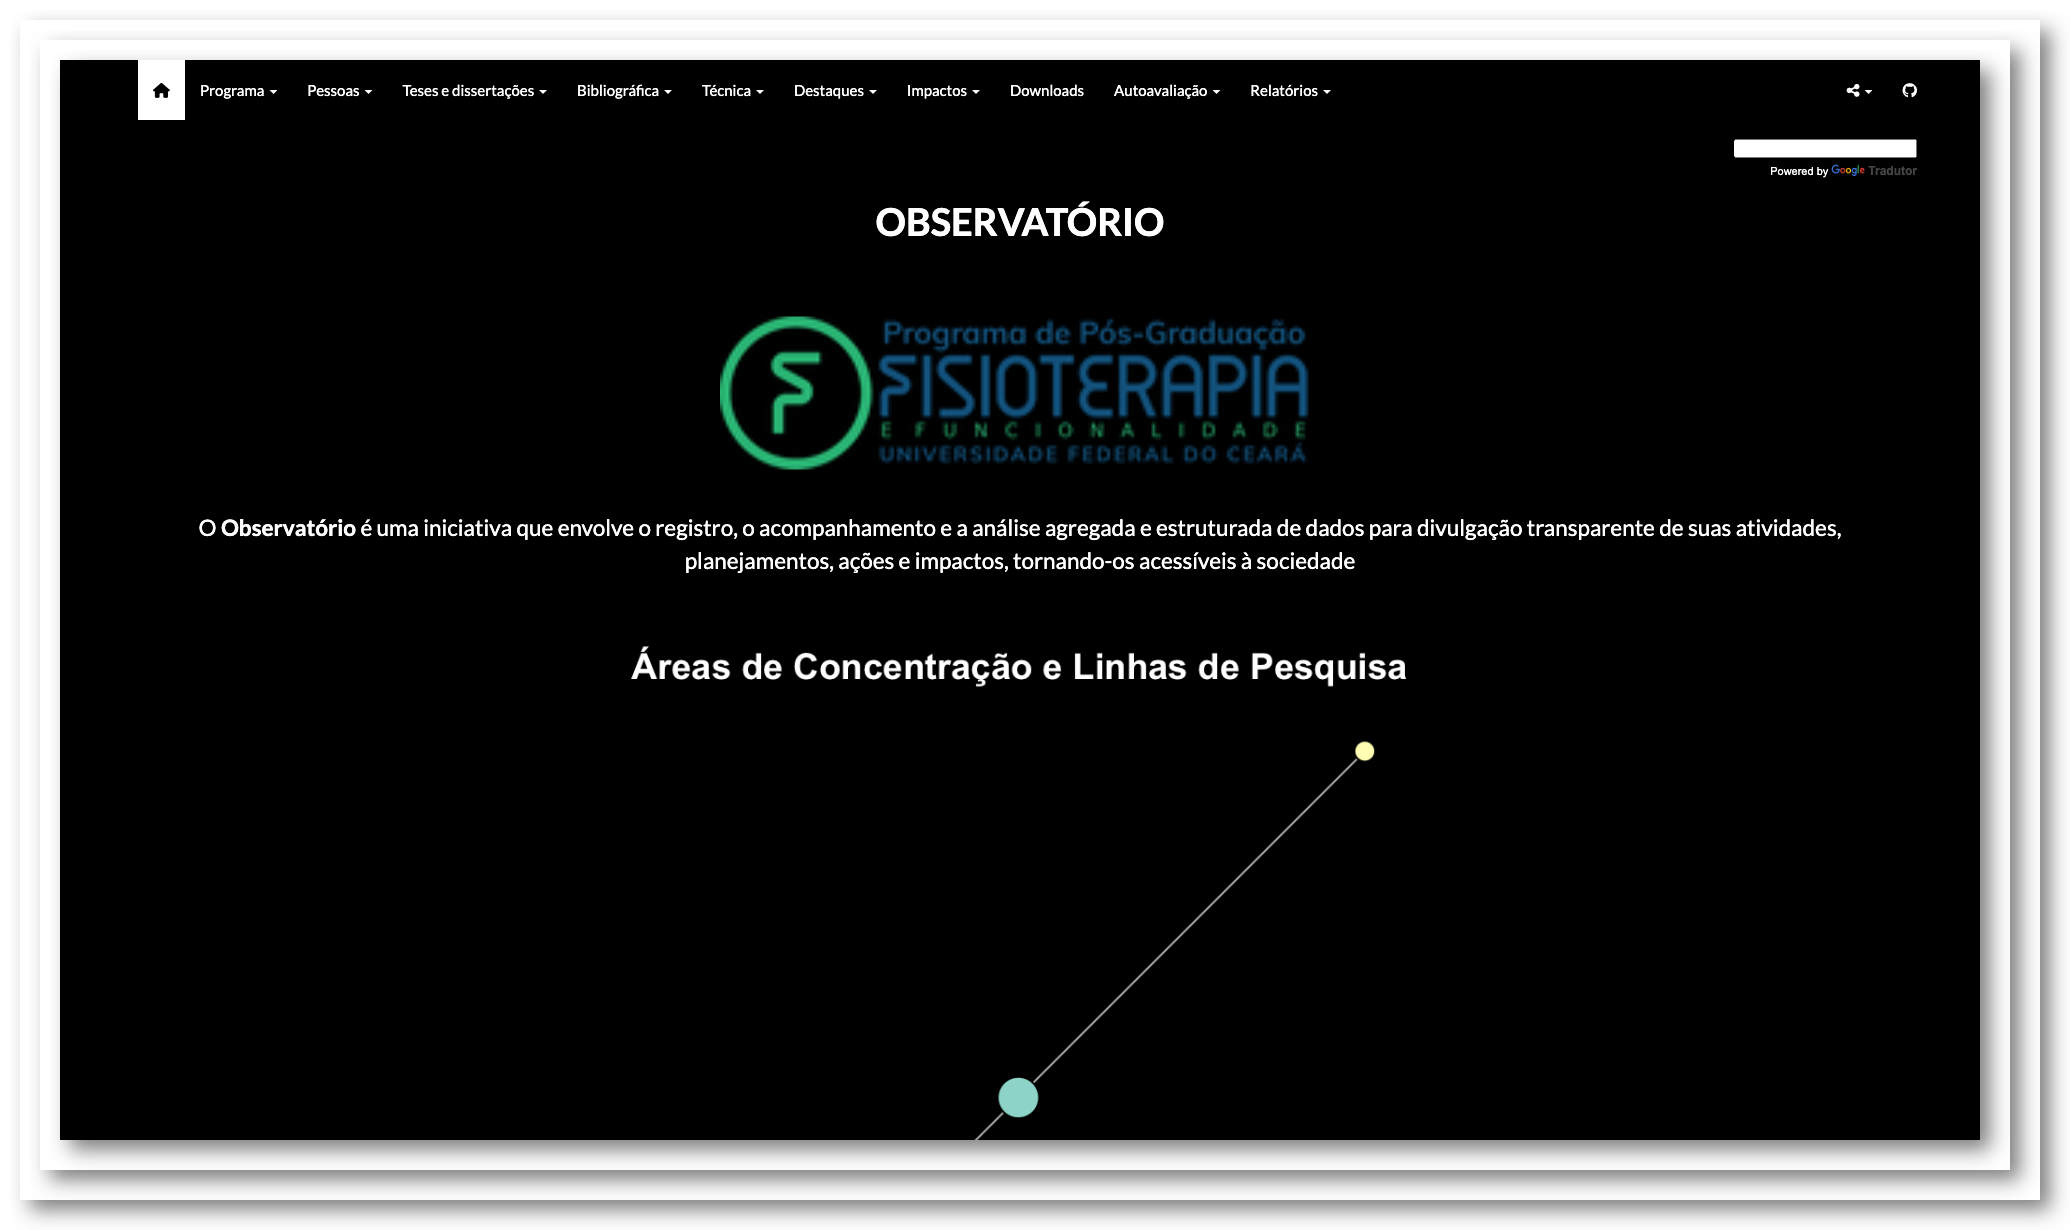 Programa Pessoas Teses e dissertações Bibliográfica Técnica Destaques Impactos Downloads Autoavaliação Relatórios
Powered by Google Tradutor
OBSERVATÓRIO
Programa de Pós-Graduação
FISIOTERAPIA
E FUNCIONALIDADE
UNIVERSIDADE FEDERAL DO CEARÁ
O Observatório é uma iniciativa que envolve o registro, o acompanhamento e a análise agregada e estruturada de dados para divulgação transparente de suas atividades,
planejamentos, ações e impactos, tornando-os acessíveis à sociedade
Áreas de Concentração e Linhas de Pesquisa